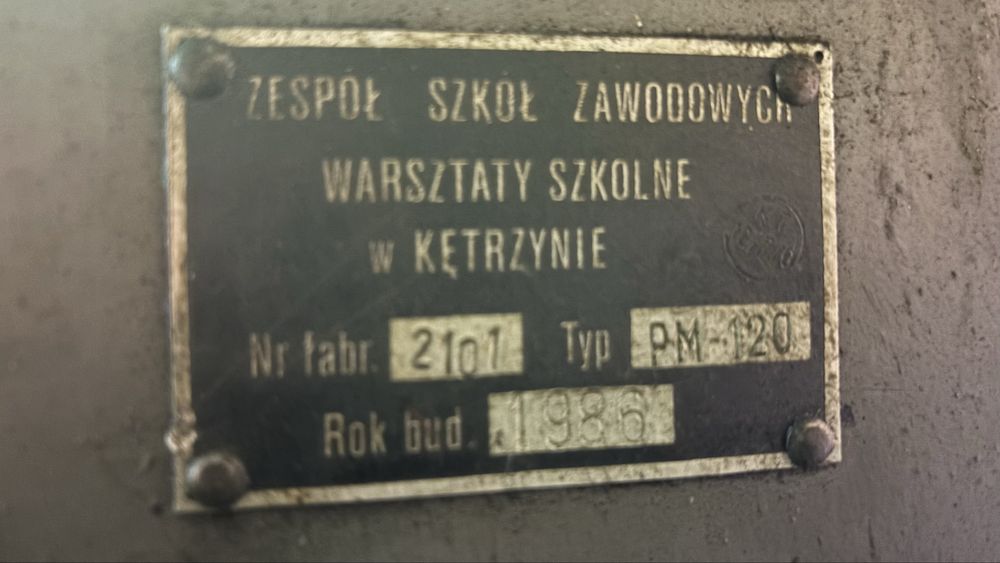 ZESPÓŁ SZKÓŁ ZAWODOWYCH
WARSZTATY SZKOLNE
w KĘTRZYNIE
Nr fabr. 2101 Typ PM-120
Rok bud. 1986